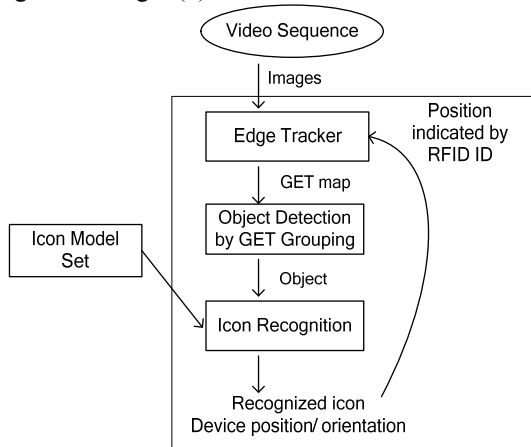 Video Sequence
Images
Position
indicated by
RFID ID
Edge Tracker
GET map
Object Detection
by GET Grouping
Icon Model
Set
Object
Icon Recognition
Recognized icon
Device position/ orientation